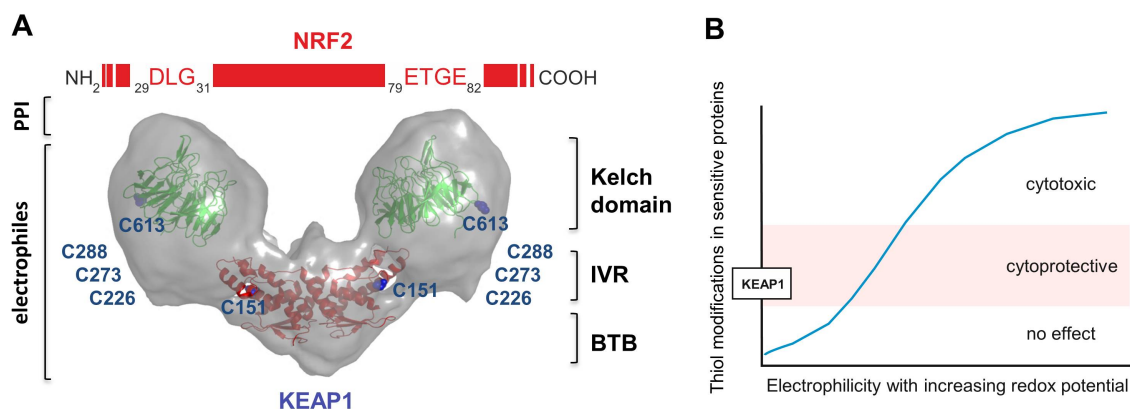 A
NRF2
NH2 29DLG31 79ETGE82 COOH
PPI
electrophiles
Kelch
domain
C613
C613
C288
C273
C226
C288
C273
C226
C151
C151
IVR
BTB
KEAP1
B
Thiol modifications in sensitive proteins
cytotoxic
cytoprotective
KEAP1
no effect
Electrophilicity with increasing redox potential